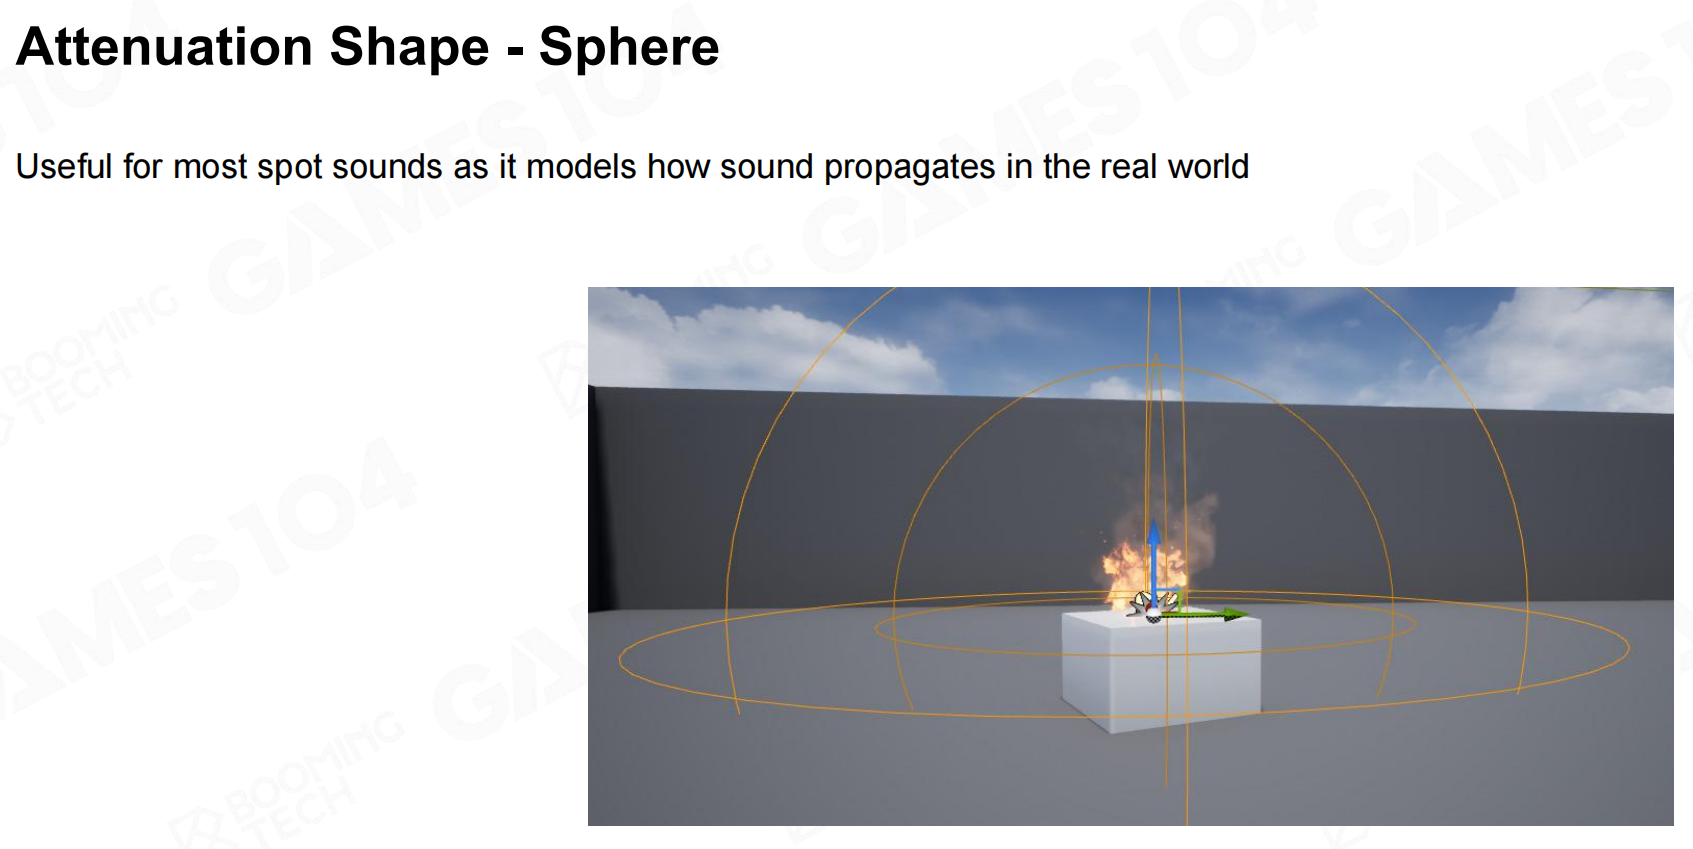 Attenuation Shape - Sphere
Useful for most spot sounds as it models how sound propagates in the real world
GAMES104
BOOMING
TECH